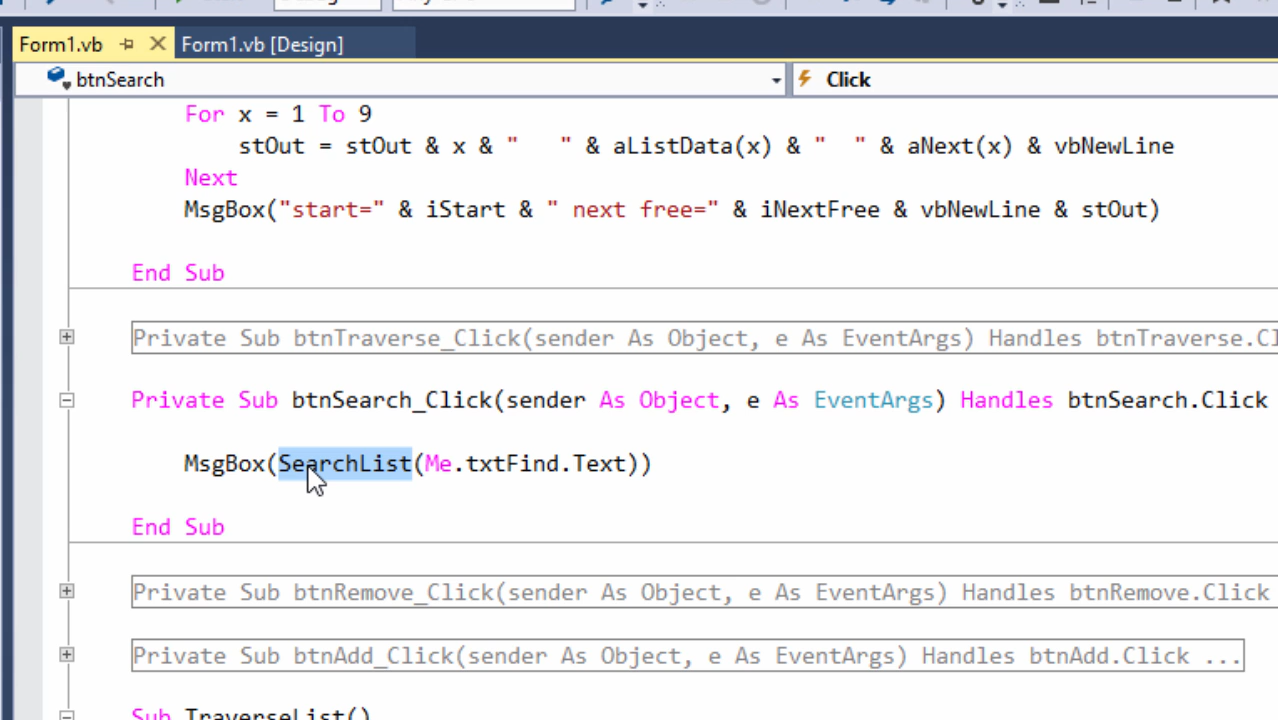 Form1.vb Form1.vb [Design]
btnSearch Click
For x = 1 To 9
stOut = stOut & x & "   " & aListData(x) & "  " & aNext(x) & vbNewLine
Next
MsgBox("start=" & iStart & " next free=" & iNextFree & vbNewLine & stOut)
End Sub
Private Sub btnTraverse_Click(sender As Object, e As EventArgs) Handles btnTraverse.Cl
Private Sub btnSearch_Click(sender As Object, e As EventArgs) Handles btnSearch.Click
MsgBox(SearchList(Me.txtFind.Text))
End Sub
Private Sub btnRemove_Click(sender As Object, e As EventArgs) Handles btnRemove.Click
Private Sub btnAdd_Click(sender As Object, e As EventArgs) Handles btnAdd.Click ...
Sub TraverseList()